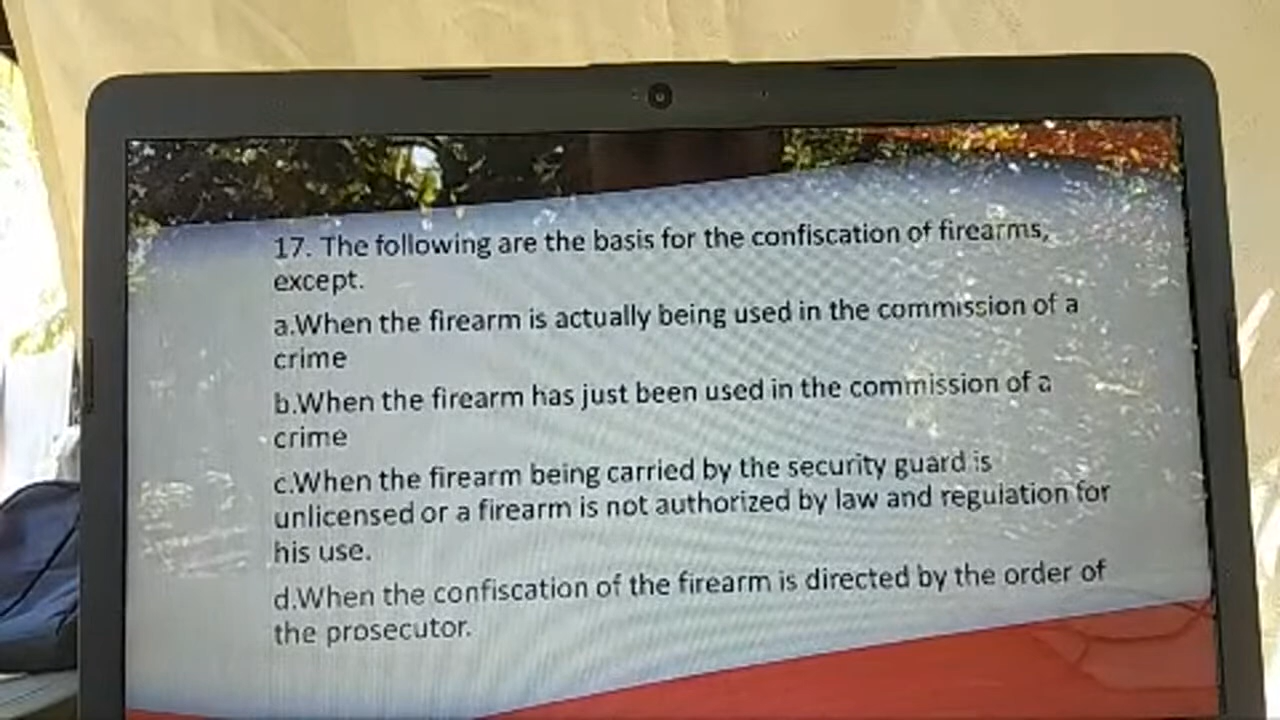 17. The following are the basis for the confiscation of firearms,
except.
a.When the firearm is actually being used in the commission of a
crime
b.When the firearm has just been used in the commission of a
crime
c.When the firearm being carried by the security guard is
unlicensed or a firearm is not authorized by law and regulation for
his use.
d.When the confiscation of the firearm is directed by the order of
the prosecutor.